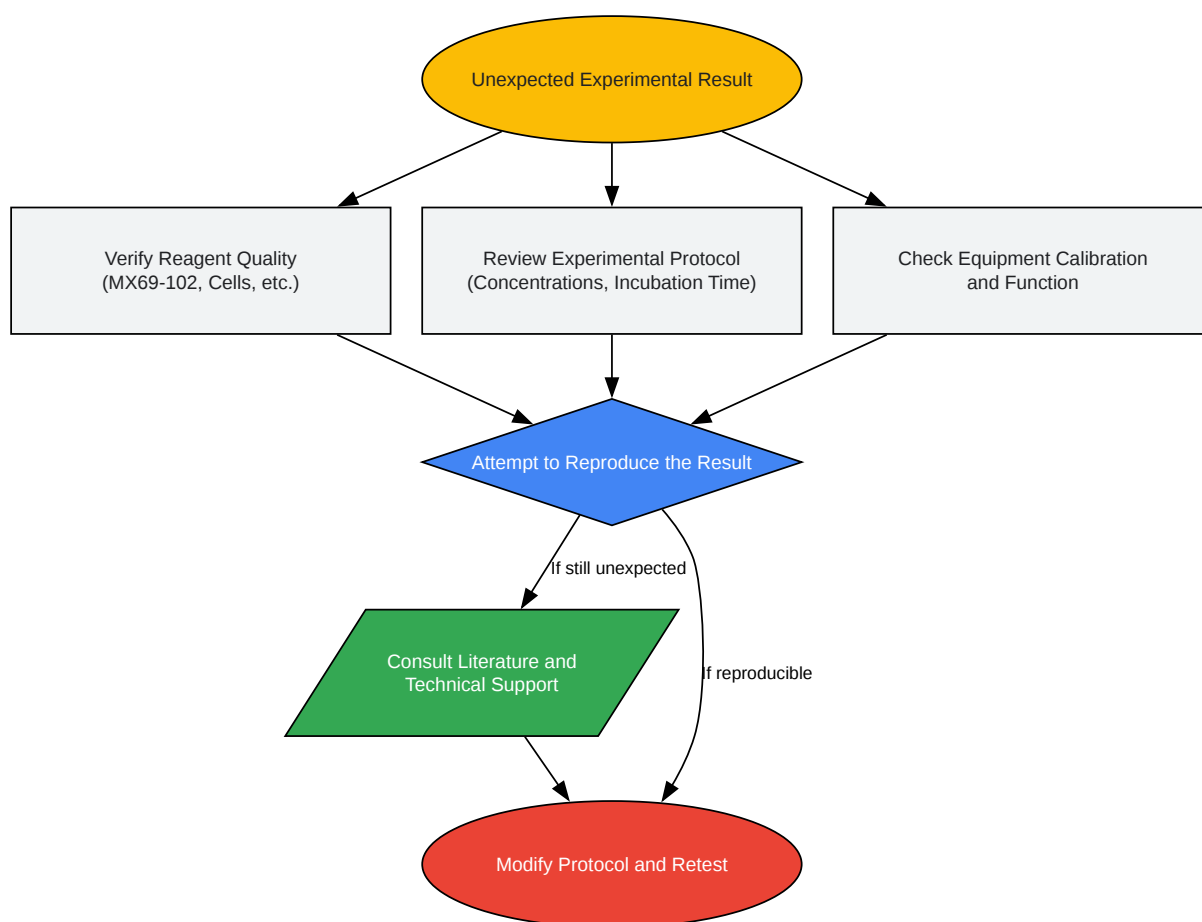 Unexpected Experimental Result
Verify Reagent Quality
(MX69-102, Cells, etc.)
Review Experimental Protocol
(Concentrations, Incubation Time)
Check Equipment Calibration
and Function
Attempt to Reproduce the Result
If still unexpected
Consult Literature and
Technical Support
If reproducible
Modify Protocol and Retest